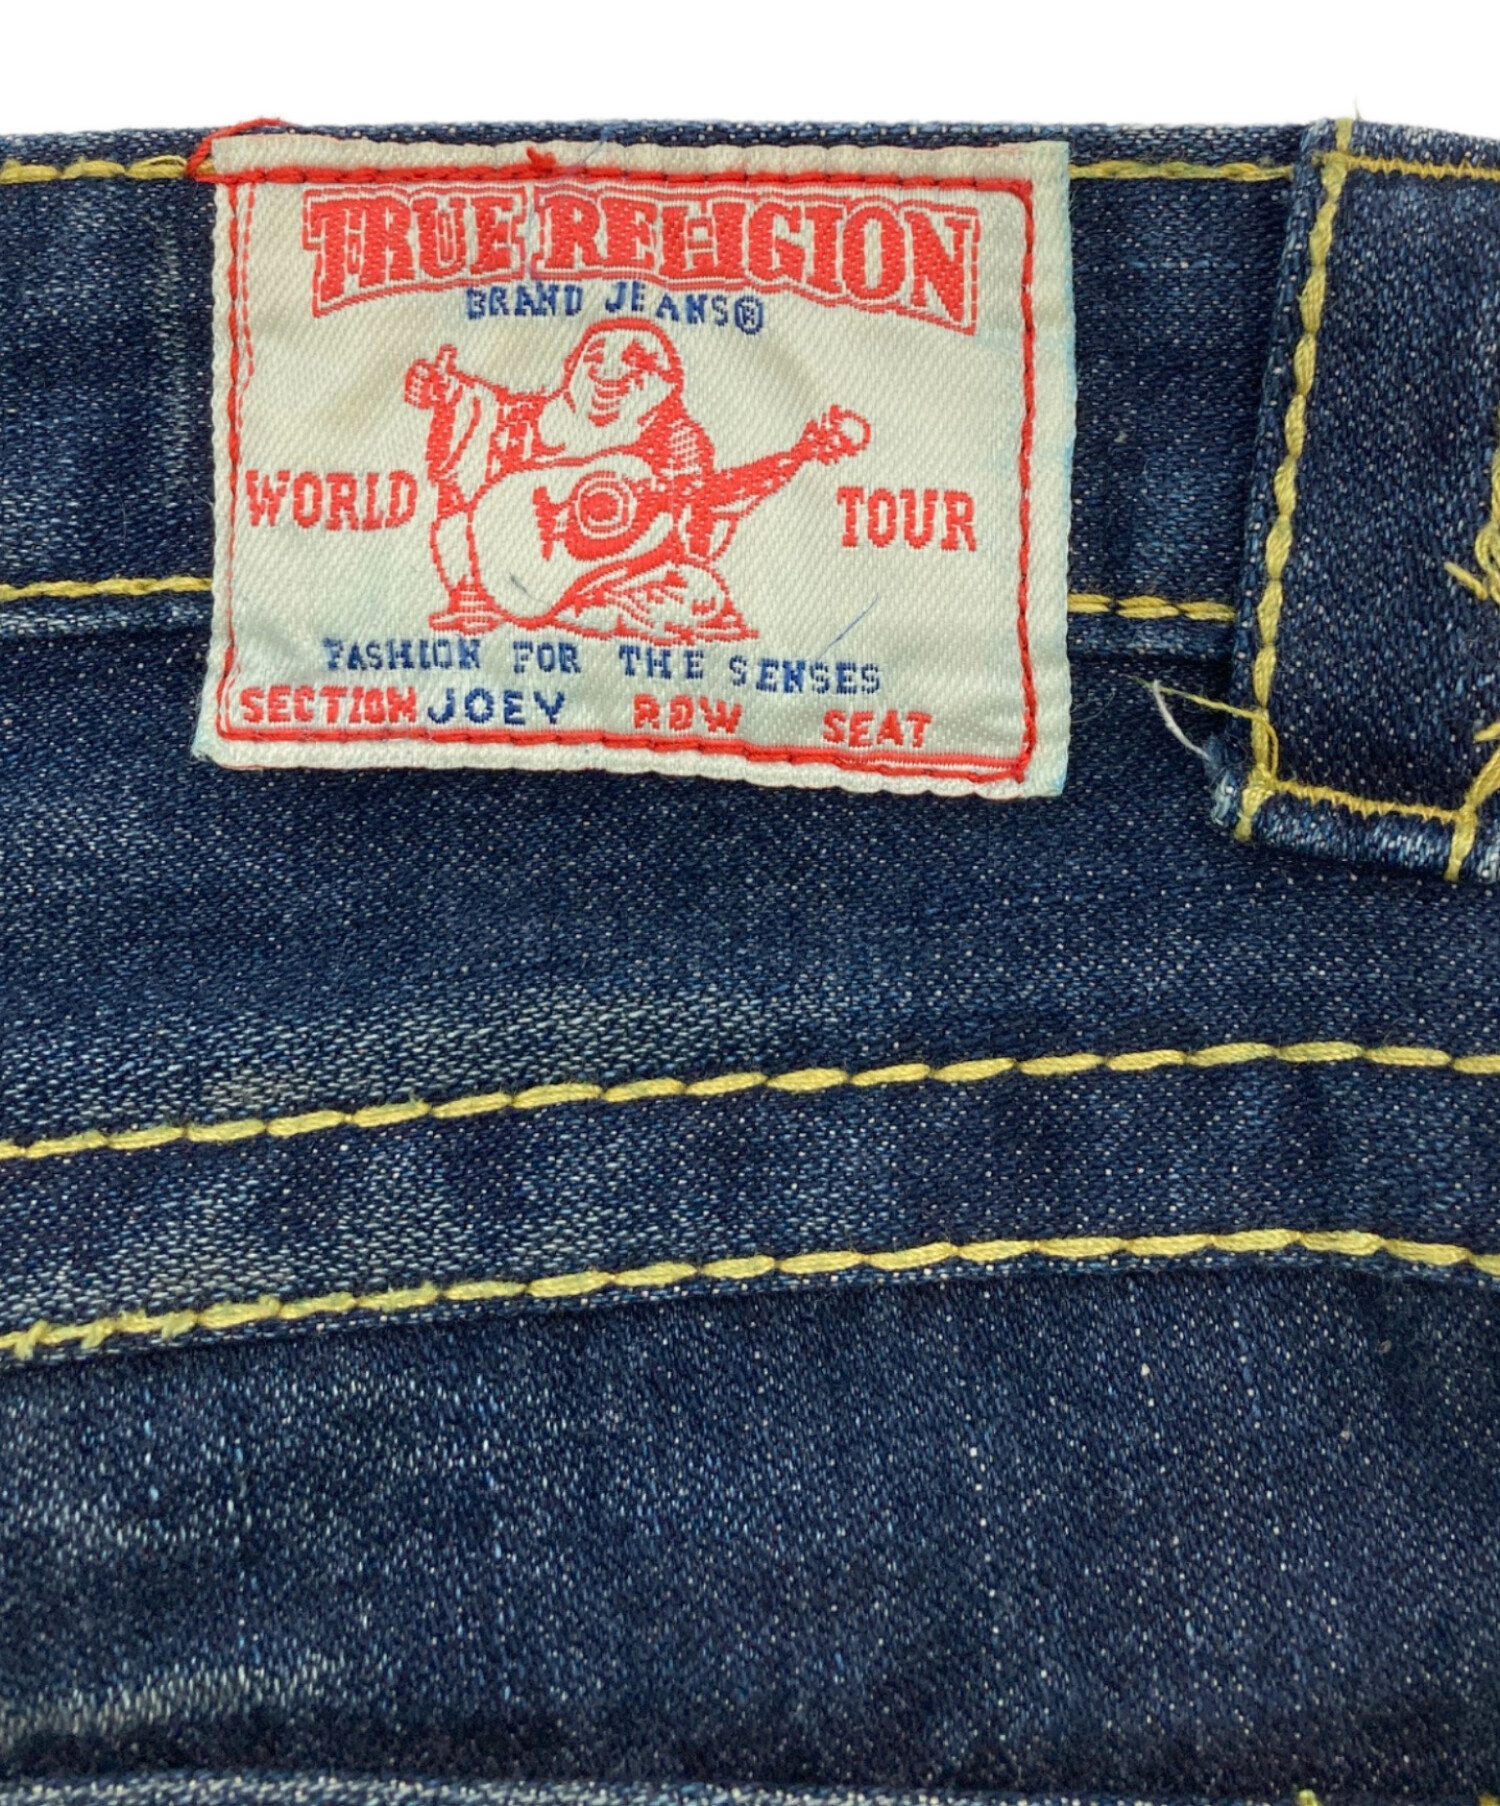 TRUE RELIGION
BRAND JEANS®
WORLD TOUR
FASHION FOR THE SENSES
SECTION JOEY ROW SEAT